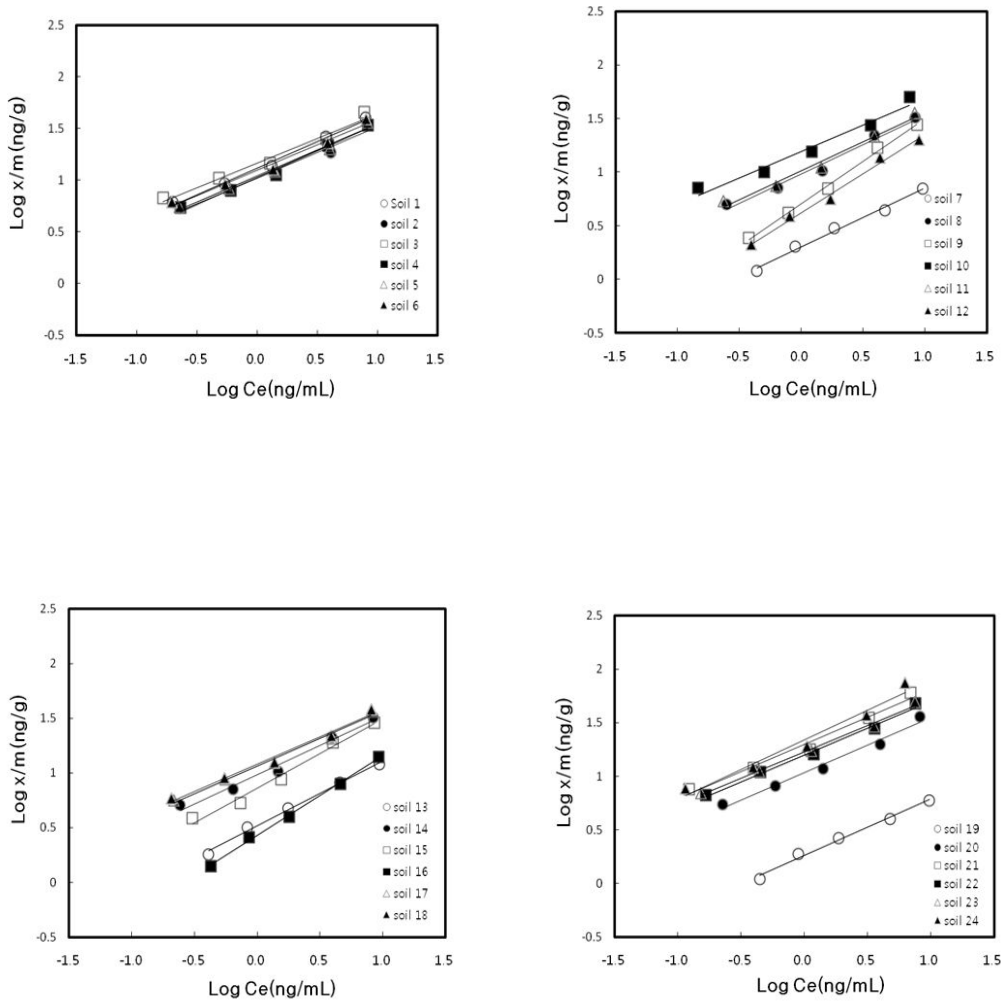 2.5
2
1.5
1
0.5
0
-0.5
-1.5 -1.0 -0.5 0.0 0.5 1.0 1.5
Log x/m (ng/g)
Log Ce(ng/mL)
Soil 1
soil 2
soil 3
soil 4
soil 5
soil 6
2.5
2
1.5
1
0.5
0
-0.5
-1.5 -1.0 -0.5 0.0 0.5 1.0 1.5
Log x/m (ng/g)
Log Ce(ng/mL)
soil 7
soil 8
soil 9
soil 10
soil 11
soil 12
2.5
2
1.5
1
0.5
0
-0.5
-1.5 -1.0 -0.5 0.0 0.5 1.0 1.5
Log x/m (ng/g)
Log Ce(ng/mL)
soil 13
soil 14
soil 15
soil 16
soil 17
soil 18
2.5
2
1.5
1
0.5
0
-0.5
-1.5 -1.0 -0.5 0.0 0.5 1.0 1.5
Log x/m (ng/g)
Log Ce(ng/mL)
soil 19
soil 20
soil 21
soil 22
soil 23
soil 24